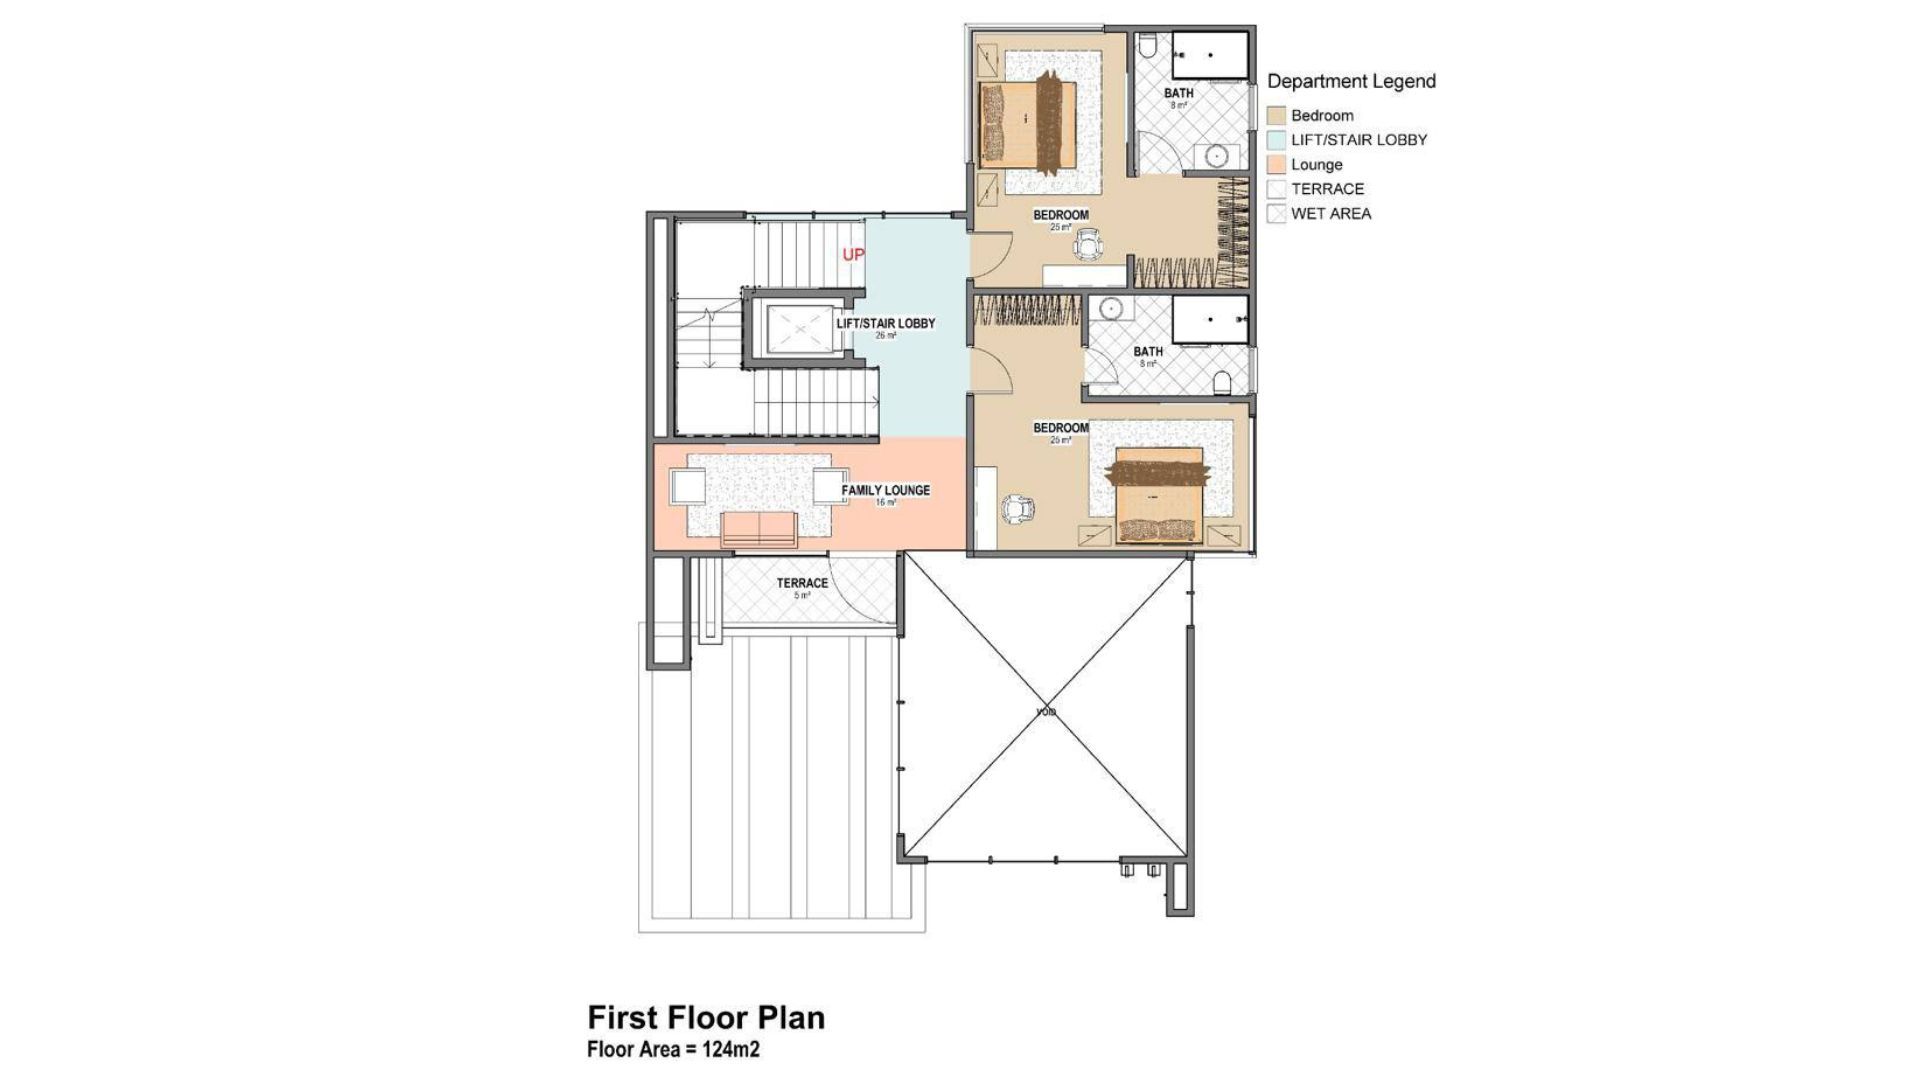 Department Legend
Bedroom
LIFT/STAIR LOBBY
Lounge
TERRACE
WET AREA
BATH
8 m²
BEDROOM
25 m²
UP
LIFT/STAIR LOBBY
26 m²
BATH
8 m²
BEDROOM
25 m²
FAMILY LOUNGE
16 m²
TERRACE
5 m²
VOID
First Floor Plan
Floor Area = 124m2